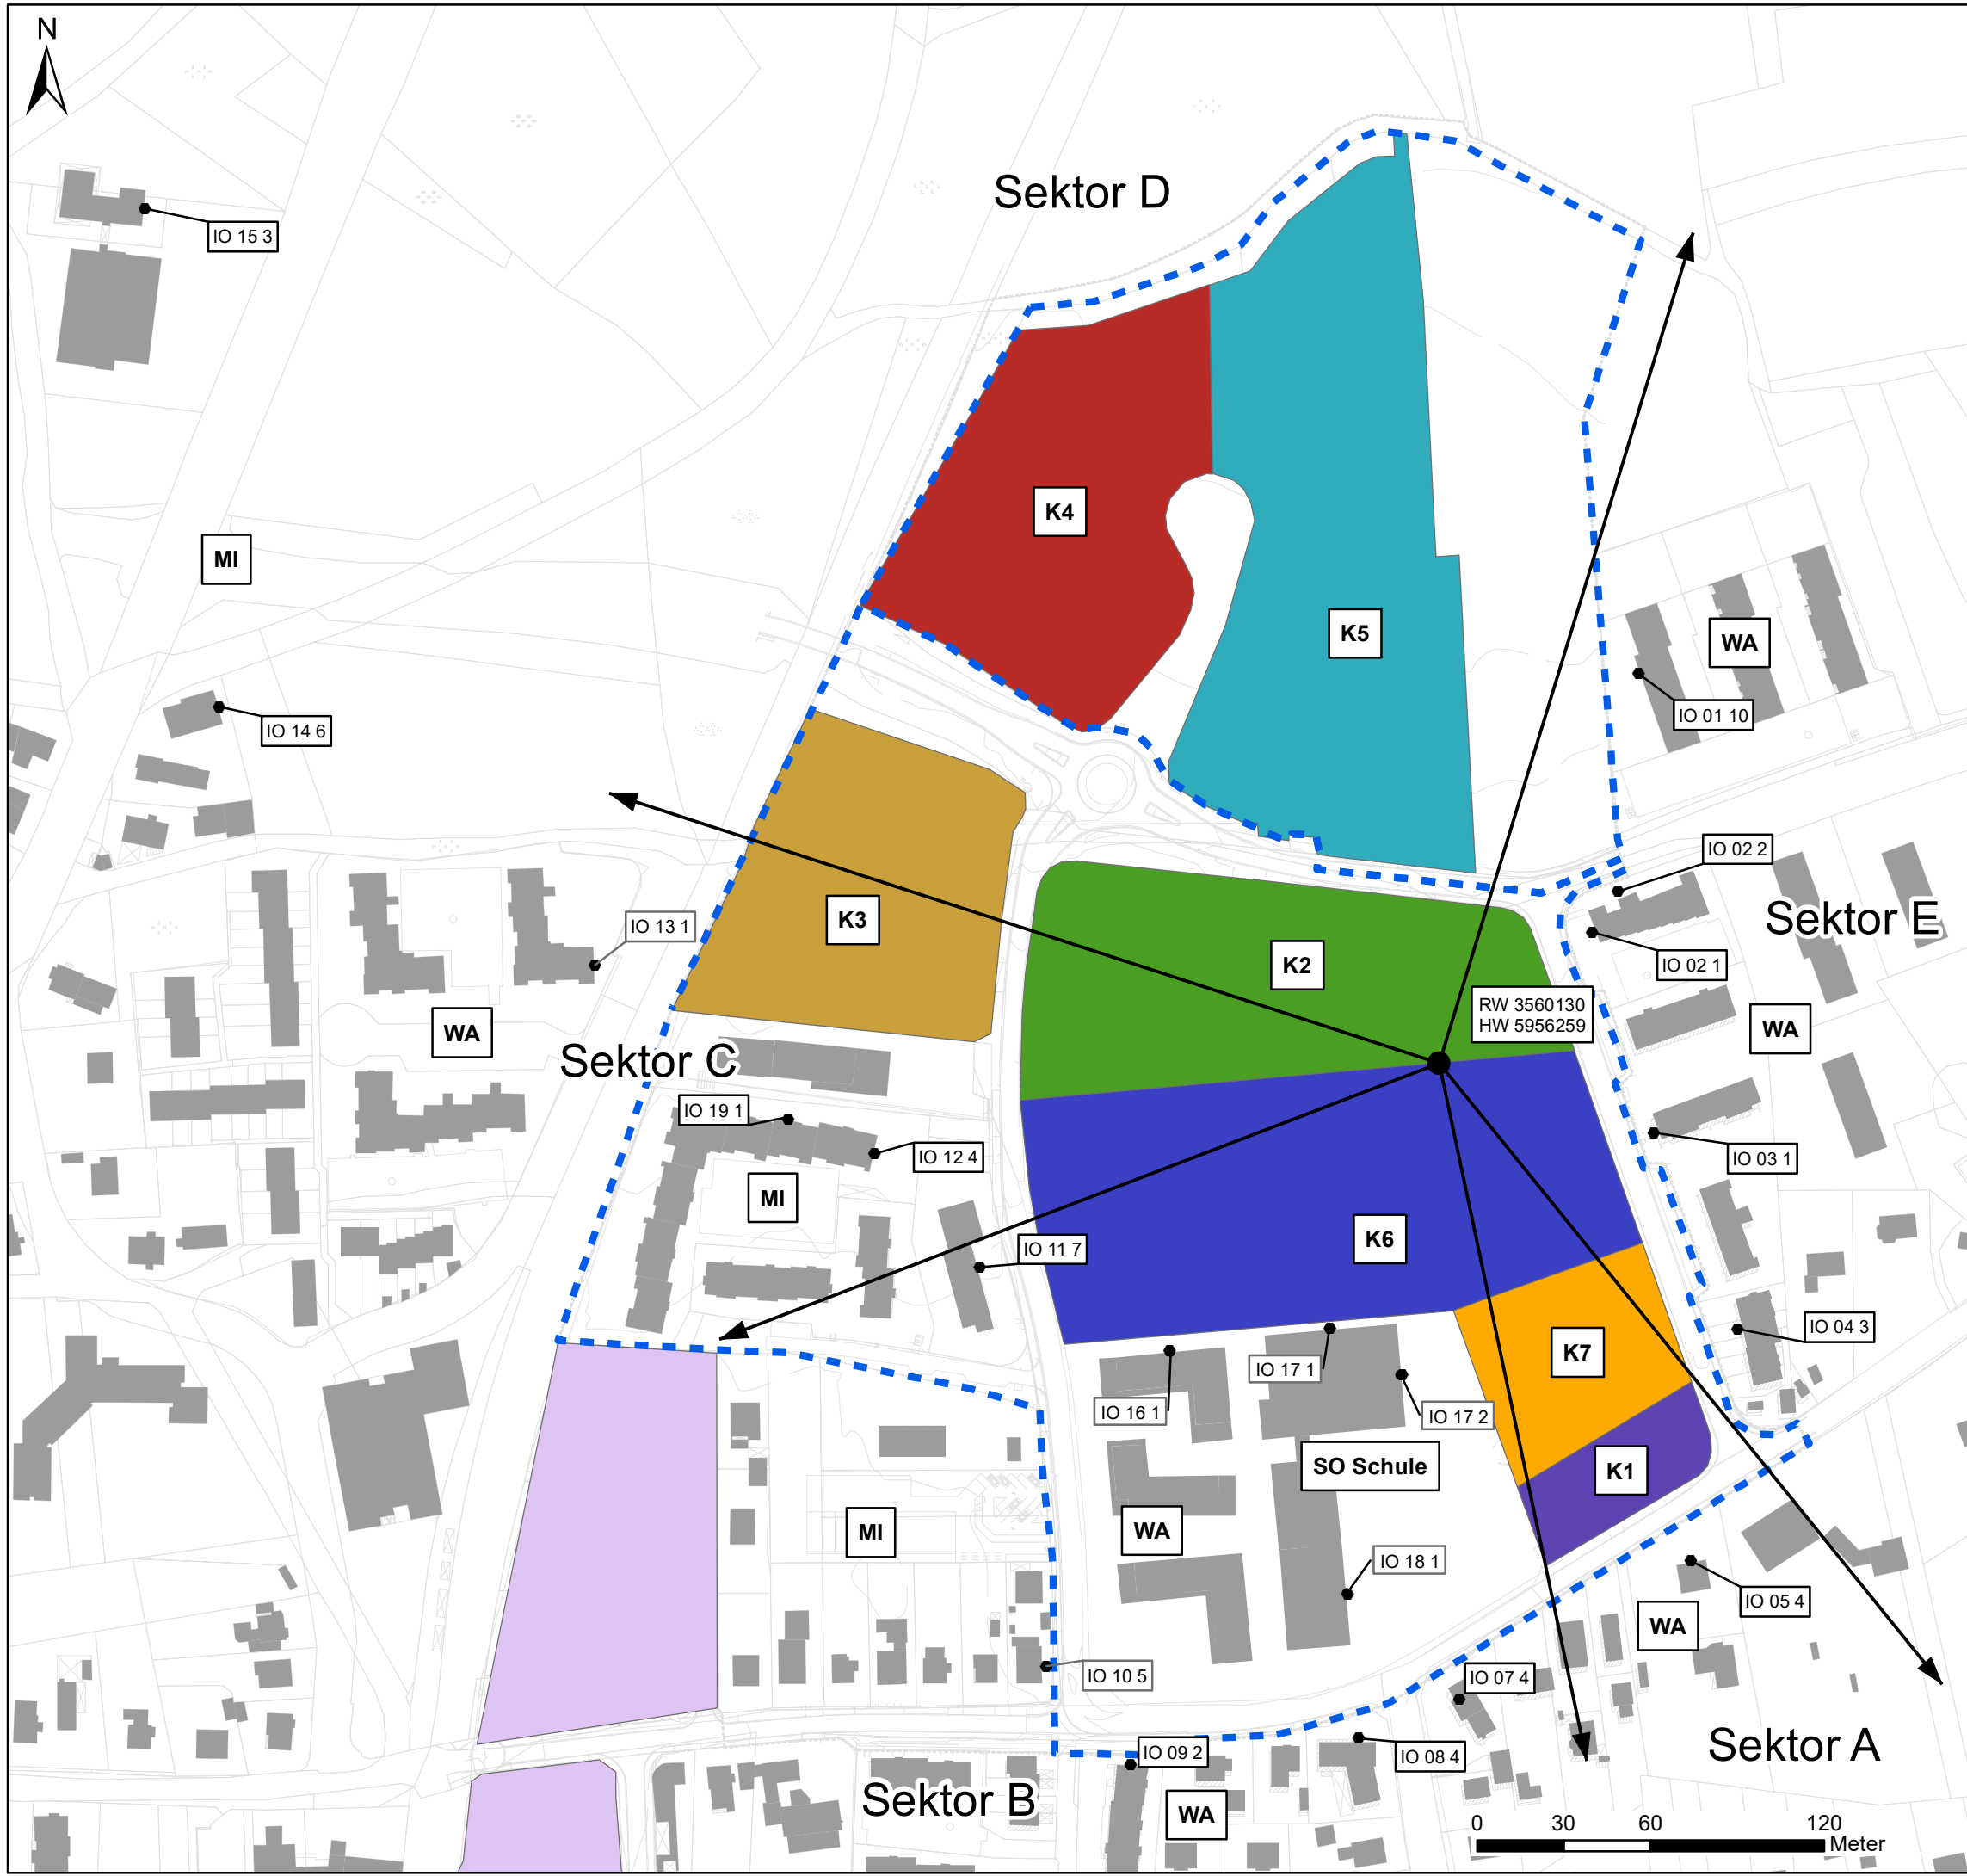 N
Sektor D
IO 15 3
K4
MI
K5
WA
IO 01 10
IO 14 6
IO 02 2
K3
IO 13 1
Sektor E
K2
IO 02 1
RW 3560130
HW 5956259
WA
WA
Sektor C
IO 19 1
IO 12 4
IO 03 1
MI
K6
IO 11 7
IO 04 3
K7
IO 17 1
IO 16 1
IO 17 2
SO Schule
K1
WA
MI
IO 18 1
IO 05 4
WA
IO 10 5
IO 07 4
Sektor A
IO 09 2
IO 08 4
Sektor B
WA
0 30 60 120
Meter